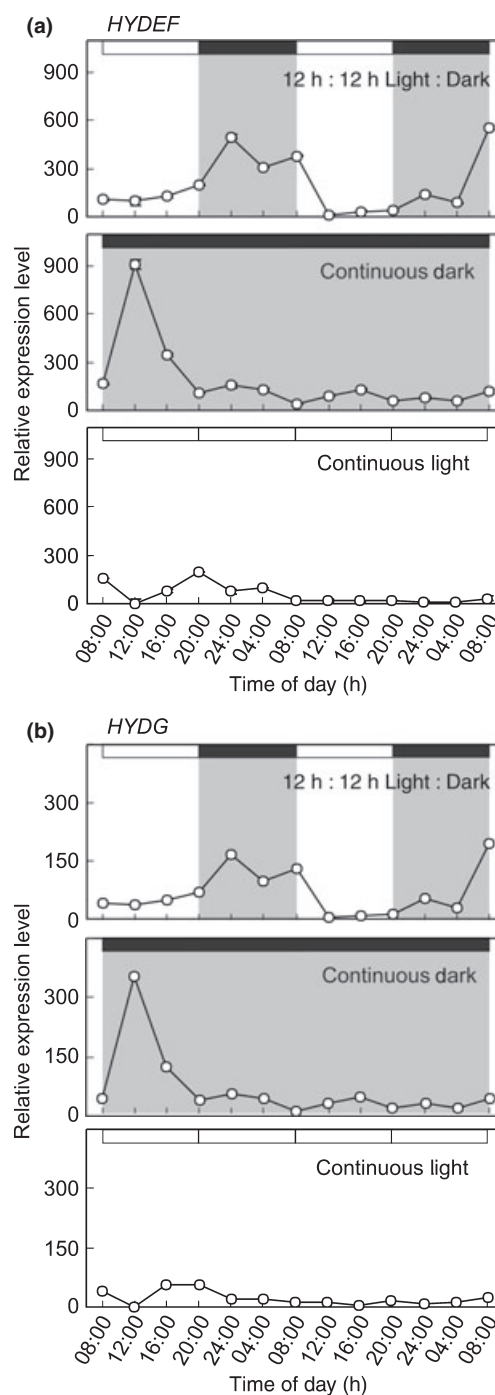 (a) HYDEF
12 h : 12 h Light : Dark
900
600
300
0
Continuous dark
900
600
300
0
Continuous light
900
600
300
0
Relative expression level
08:00 12:00 16:00 20:00 24:00 04:00 08:00 12:00 16:00 20:00 24:00 04:00 08:00
Time of day (h)
(b) HYDG
12 h : 12 h Light : Dark
300
150
0
Continuous dark
300
150
0
Continuous light
300
150
0
Relative expression level
08:00 12:00 16:00 20:00 24:00 04:00 08:00 12:00 16:00 20:00 24:00 04:00 08:00
Time of day (h)